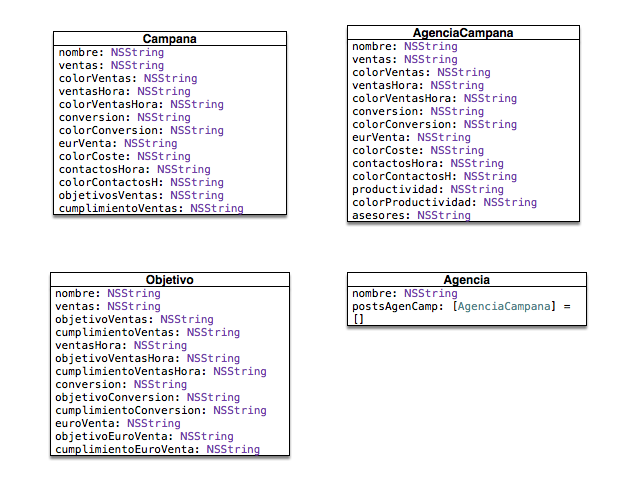 Campana
nombre: NSString
ventas: NSString
colorVentas: NSString
ventasHora: NSString
colorVentasHora: NSString
conversion: NSString
colorConversion: NSString
eurVenta: NSString
colorCoste: NSString
contactosHora: NSString
colorContactosH: NSString
objetivosVentas: NSString
cumplimientoVentas: NSString
AgenciaCampana
nombre: NSString
ventas: NSString
colorVentas: NSString
ventasHora: NSString
colorVentasHora: NSString
conversion: NSString
colorConversion: NSString
eurVenta: NSString
colorCoste: NSString
contactosHora: NSString
colorContactosH: NSString
productividad: NSString
colorProductividad: NSString
asesores: NSString
Objetivo
nombre: NSString
ventas: NSString
objetivoVentas: NSString
cumplimientoVentas: NSString
ventasHora: NSString
objetivoVentasHora: NSString
cumplimientoVentasHora: NSString
conversion: NSString
objetivoConversion: NSString
cumplimientoConversion: NSString
euroVenta: NSString
objetivoEuroVenta: NSString
cumplimientoEuroVenta: NSString
Agencia
nombre: NSString
postsAgenCamp: [AgenciaCampana] =
[]